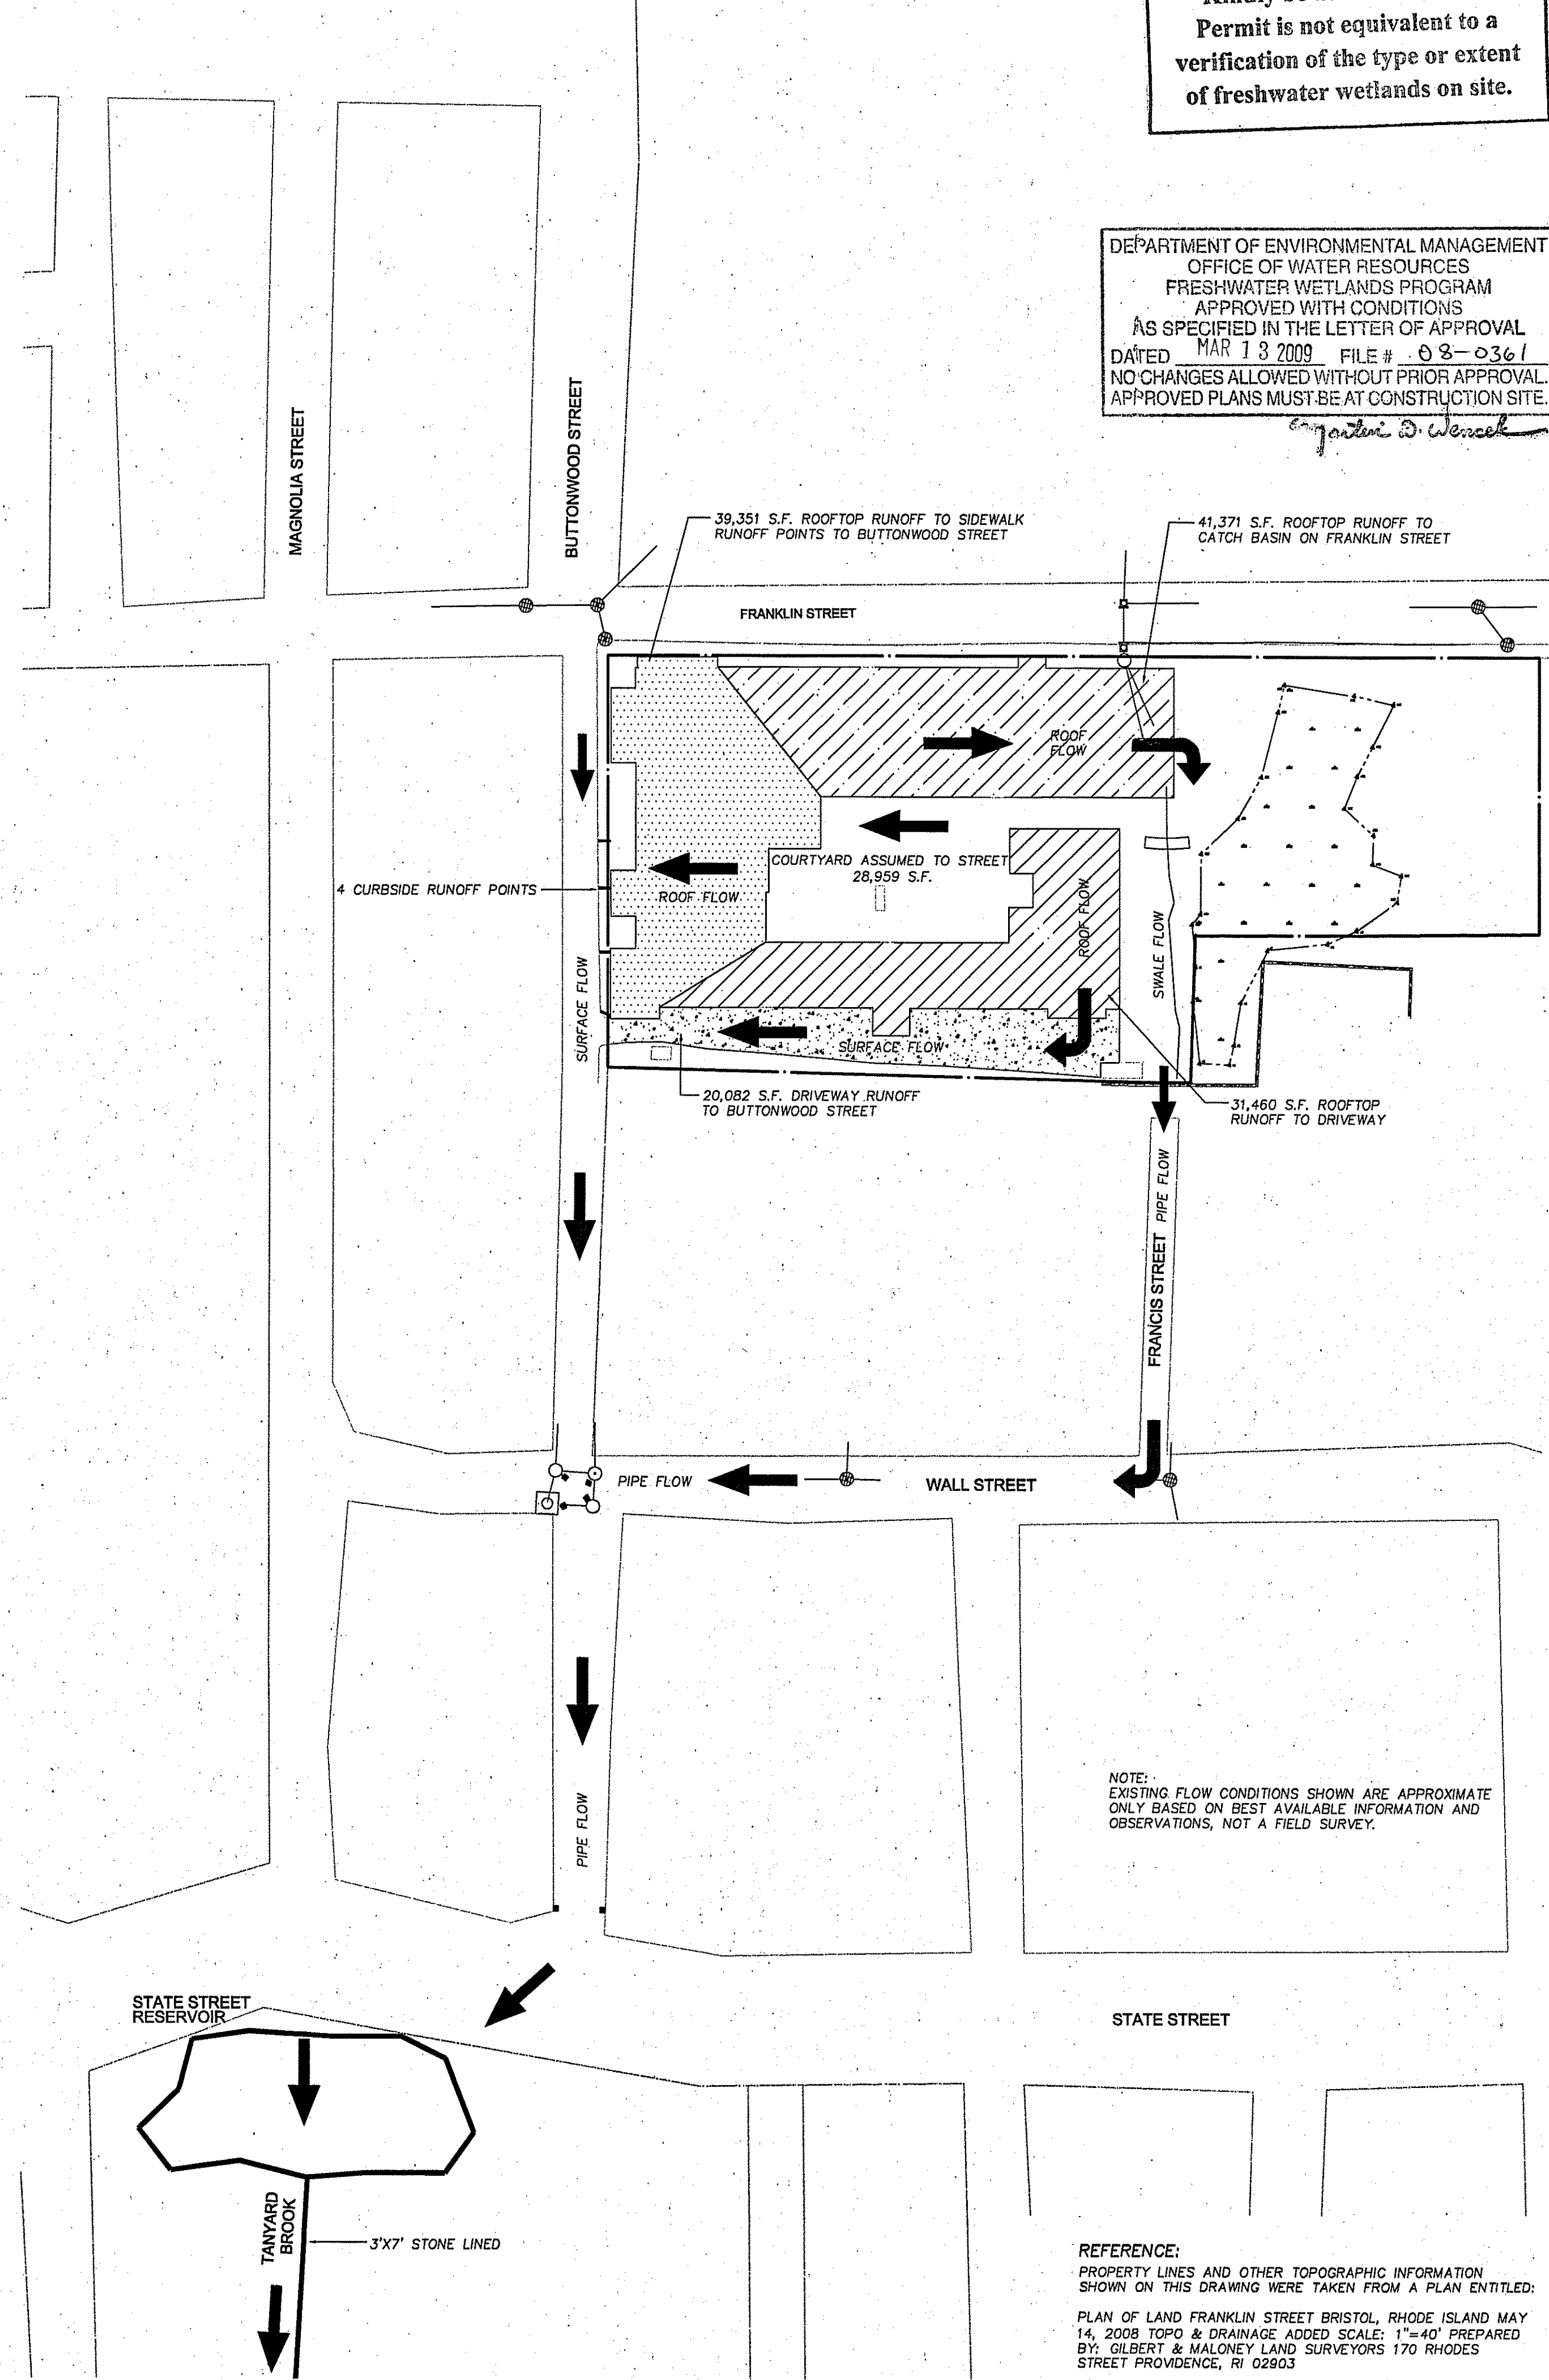 Permit is not equivalent to a
verification of the type or extent
of freshwater wetlands on site.
DEPARTMENT OF ENVIRONMENTAL MANAGEMENT
OFFICE OF WATER RESOURCES
FRESHWATER WETLANDS PROGRAM
APPROVED WITH CONDITIONS
AS SPECIFIED IN THE LETTER OF APPROVAL
DATED MAR 13 2009 FILE # 08-0361
NO CHANGES ALLOWED WITHOUT PRIOR APPROVAL.
APPROVED PLANS MUST BE AT CONSTRUCTION SITE.
MAGNOLIA STREET
BUTTONWOOD STREET
39,351 S.F. ROOFTOP RUNOFF TO SIDEWALK
RUNOFF POINTS TO BUTTONWOOD STREET
41,371 S.F. ROOFTOP RUNOFF TO
CATCH BASIN ON FRANKLIN STREET
FRANKLIN STREET
ROOF
FLOW
COURTYARD ASSUMED TO STREET
28,959 S.F.
4 CURBSIDE RUNOFF POINTS
ROOF FLOW
ROOF FLOW
SWALE FLOW
SURFACE FLOW
SURFACE FLOW
20,082 S.F. DRIVEWAY RUNOFF
TO BUTTONWOOD STREET
31,460 S.F. ROOFTOP
RUNOFF TO DRIVEWAY
FRANCIS STREET PIPE FLOW
PIPE FLOW
WALL STREET
PIPE FLOW
NOTE:
EXISTING FLOW CONDITIONS SHOWN ARE APPROXIMATE
ONLY BASED ON BEST AVAILABLE INFORMATION AND
OBSERVATIONS, NOT A FIELD SURVEY.
STATE STREET
RESERVOIR
STATE STREET
TANYARD
BROOK
3'X7' STONE LINED
REFERENCE:
PROPERTY LINES AND OTHER TOPOGRAPHIC INFORMATION
SHOWN ON THIS DRAWING WERE TAKEN FROM A PLAN ENTITLED:
PLAN OF LAND FRANKLIN STREET BRISTOL, RHODE ISLAND MAY
14, 2008 TOPO & DRAINAGE ADDED SCALE: 1"=40' PREPARED
BY: GILBERT & MALONEY LAND SURVEYORS 170 RHODES
STREET PROVIDENCE, RI 02903